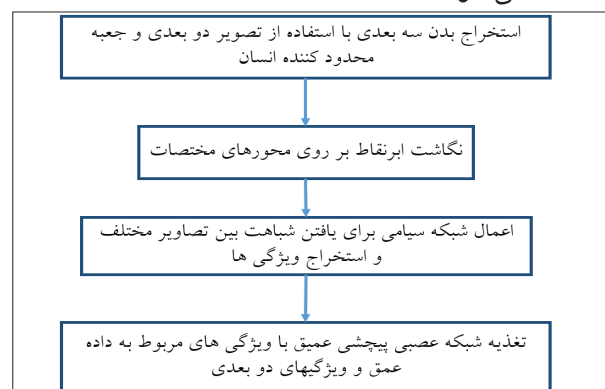 استخراج بدن سه بعدی با استفاده از تصویر دو بعدی و جعبه
محدود کننده انسان
نگاشت ابرنقاط بر روی محورهای مختصات
اعمال شبکه سیامی برای یافتن شباهت بین تصاویر مختلف
و استخراج ویژگی ها
تغذیه شبکه عصبی پیچشی عمیق با ویژگی های مربوط به داده
عمق و ویژگیهای دو بعدی